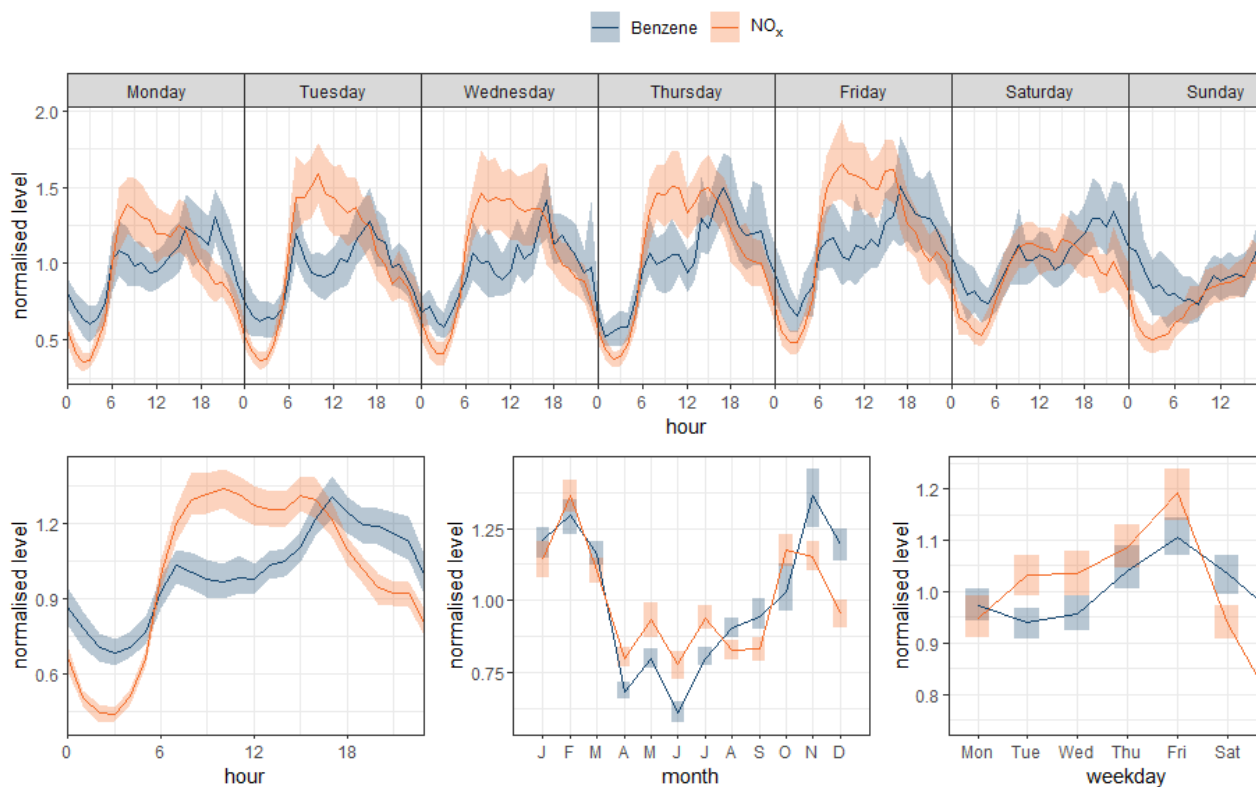 Benzene NOx
Monday Tuesday Wednesday Thursday Friday Saturday Sunday
2.0
1.5
1.0
0.5
normalised level
0 6 12 18 0 6 12 18 0 6 12 18 0 6 12 18 0 6 12 18 0 6 12 18 0 6 12
hour
1.2
0.9
0.6
normalised level
0 6 12 18
hour
1.25
1.00
0.75
normalised level
J F M A M J J A S O N D
month
1.2
1.1
1.0
0.9
0.8
normalised level
Mon Tue Wed Thu Fri Sat
weekday